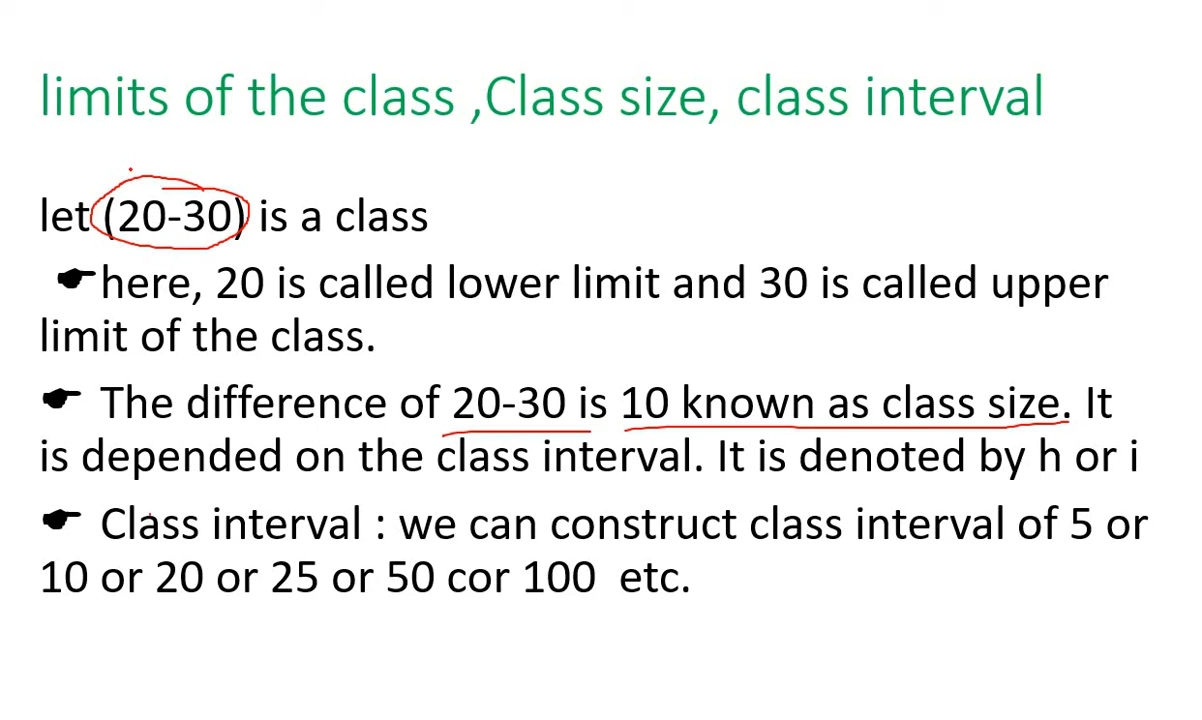 limits of the class ,Class size, class interval
let (20-30) is a class
☛here, 20 is called lower limit and 30 is called upper
limit of the class.
☛ The difference of 20-30 is 10 known as class size. It
is depended on the class interval. It is denoted by h or i
☛ Class interval : we can construct class interval of 5 or
10 or 20 or 25 or 50 cor 100 etc.